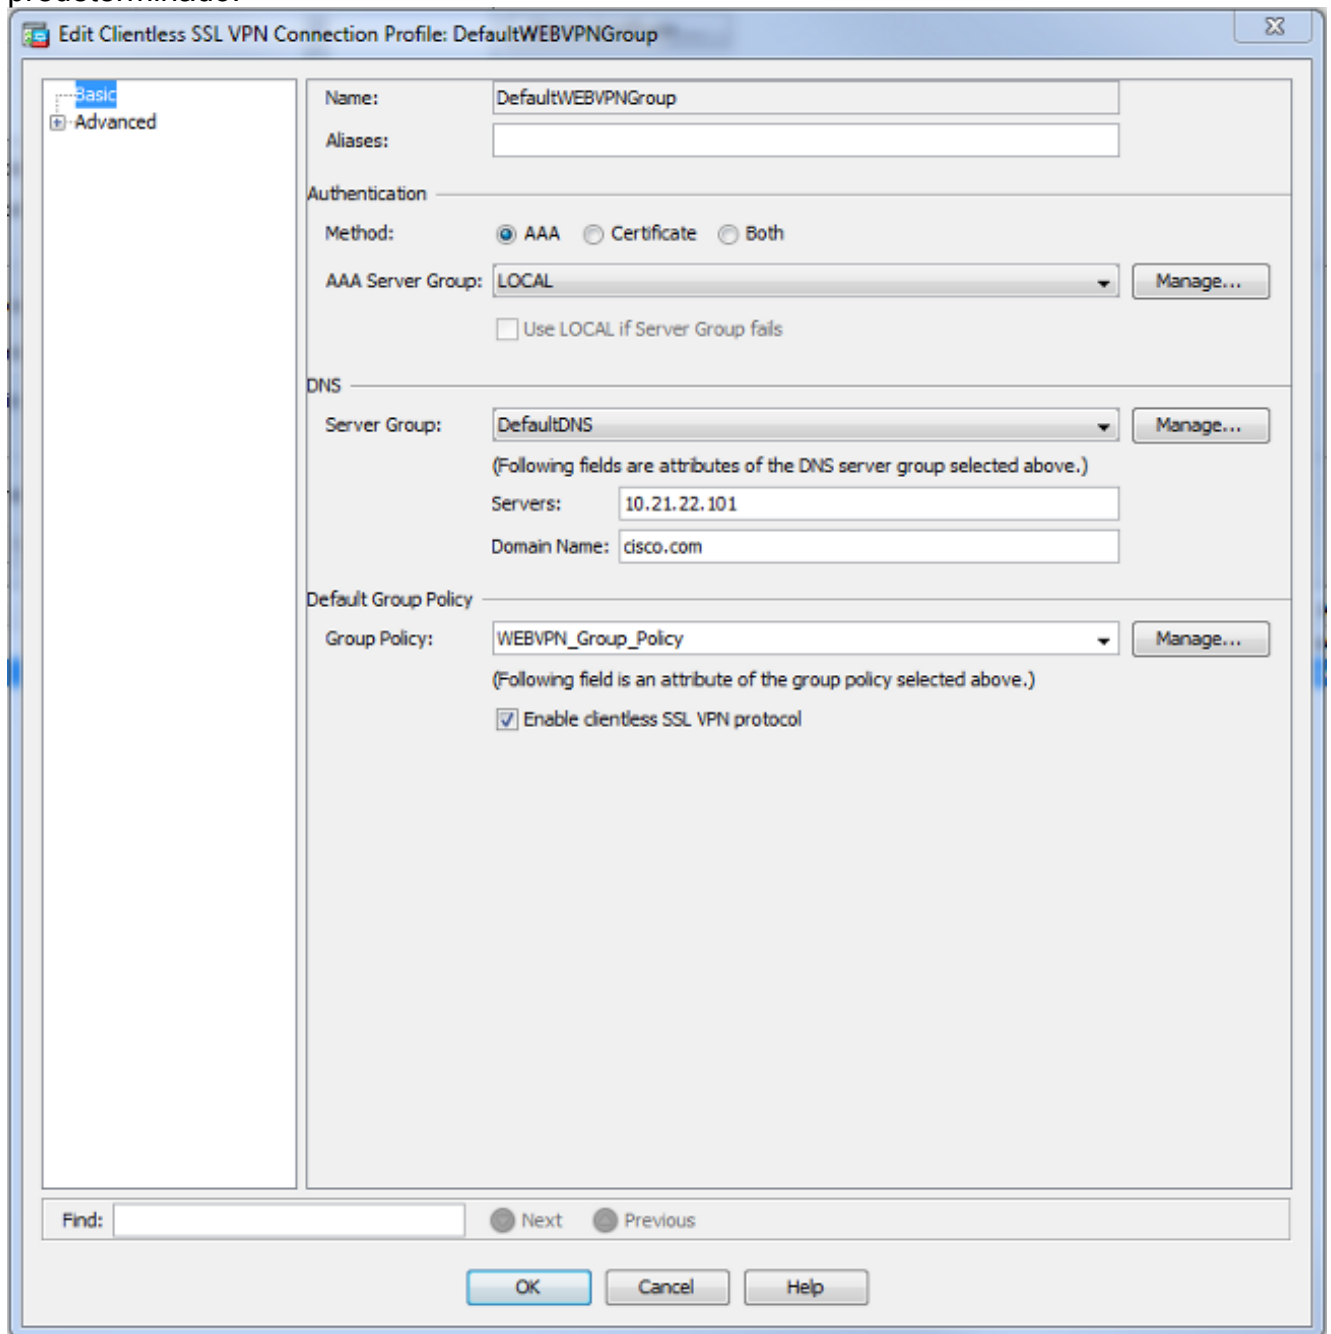 predeterminado.
Edit Clientless SSL VPN Connection Profile: DefaultWEBVPNGroup
Basic
Advanced
Name: DefaultWEBVPNGroup
Aliases:
Authentication
Method: AAA Certificate Both
AAA Server Group: LOCAL Manage...
Use LOCAL if Server Group fails
DNS
Server Group: DefaultDNS Manage...
(Following fields are attributes of the DNS server group selected above.)
Servers: 10.21.22.101
Domain Name: cisco.com
Default Group Policy
Group Policy: WEBVPN_Group_Policy Manage...
(Following field is an attribute of the group policy selected above.)
Enable clientless SSL VPN protocol
Find: Next Previous
OK Cancel Help